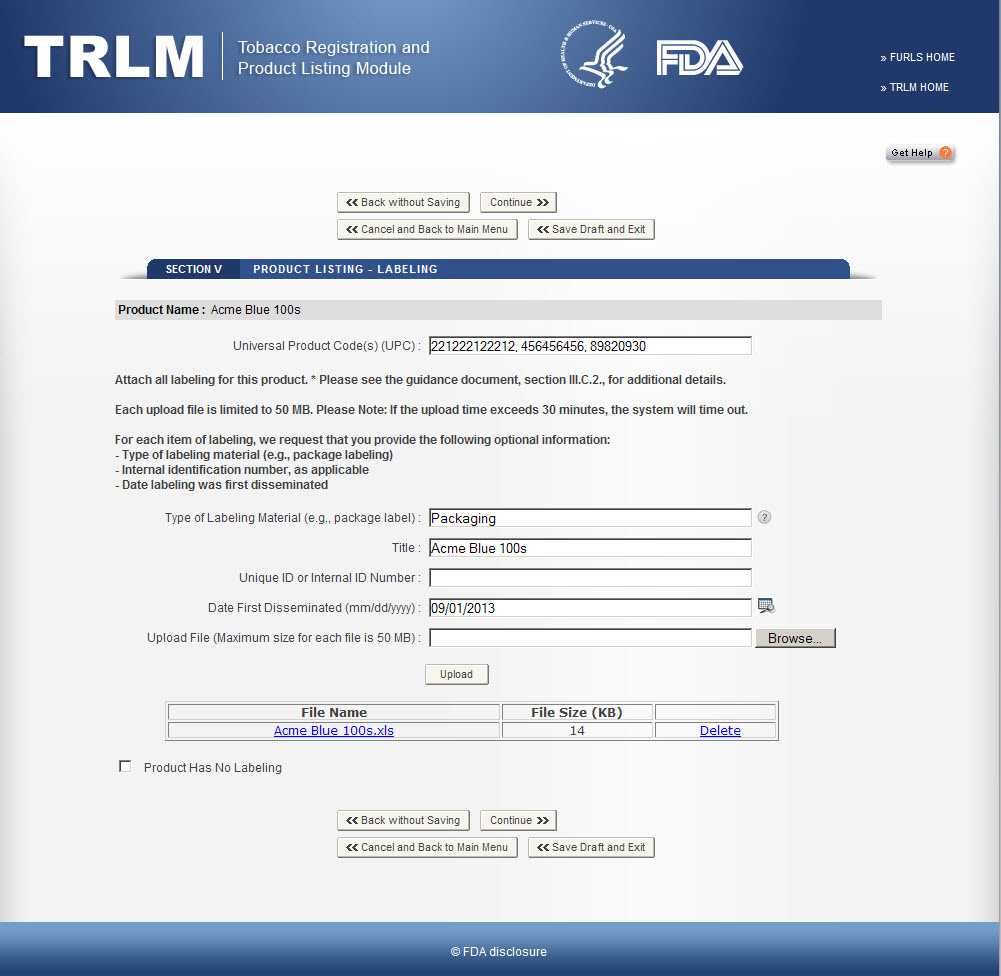 TRLM
Tobacco Registration and
Product Listing Module
DEPARTMENT OF HEALTH & HUMAN SERVICES · USA
FDA
» FURLS HOME
» TRLM HOME
Get Help ?
<< Back without Saving Continue >>
<< Cancel and Back to Main Menu << Save Draft and Exit
SECTION V PRODUCT LISTING - LABELING
Product Name : Acme Blue 100s
Universal Product Code(s) (UPC) : 221222122212, 456456456, 89820930
Attach all labeling for this product. * Please see the guidance document, section III.C.2., for additional details.
Each upload file is limited to 50 MB. Please Note: If the upload time exceeds 30 minutes, the system will time out.
For each item of labeling, we request that you provide the following optional information:
- Type of labeling material (e.g., package labeling)
- Internal identification number, as applicable
- Date labeling was first disseminated
Type of Labeling Material (e.g., package label) : Packaging ?
Title : Acme Blue 100s
Unique ID or Internal ID Number :
Date First Disseminated (mm/dd/yyyy) : 09/01/2013
Upload File (Maximum size for each file is 50 MB) : Browse...
Upload
File Name File Size (KB)
Acme Blue 100s.xls 14 Delete
Product Has No Labeling
<< Back without Saving Continue >>
<< Cancel and Back to Main Menu << Save Draft and Exit
© FDA disclosure